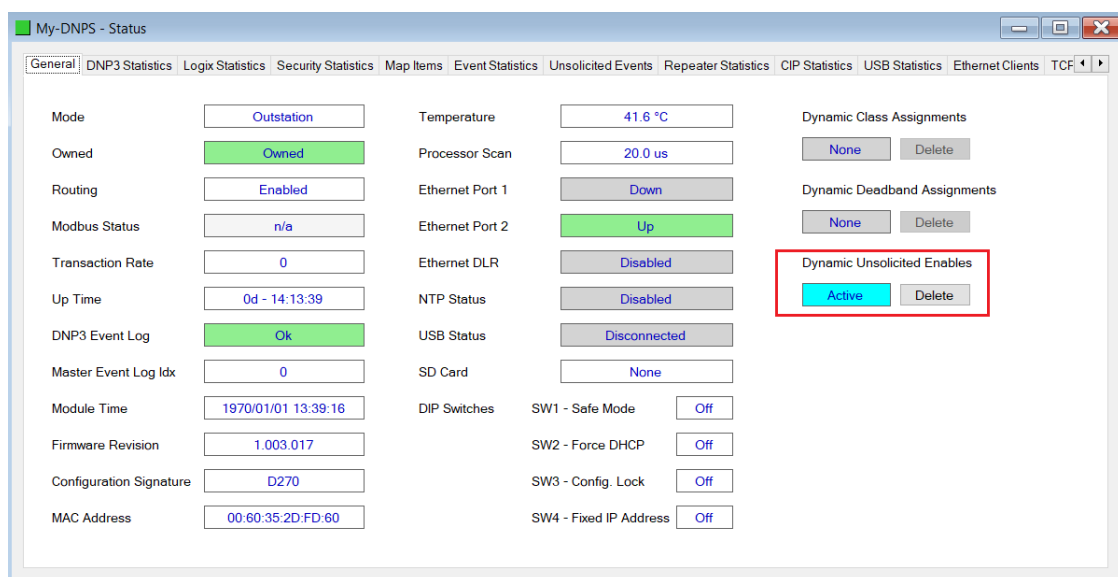 My-DNPS - Status
General DNP3 Statistics Logix Statistics Security Statistics Map Items Event Statistics Unsolicited Events Repeater Statistics CIP Statistics USB Statistics Ethernet Clients TCP
Mode Outstation Temperature 41.6 °C Dynamic Class Assignments
Owned Owned Processor Scan 20.0 us None Delete
Routing Enabled Ethernet Port 1 Down Dynamic Deadband Assignments
Modbus Status n/a Ethernet Port 2 Up None Delete
Transaction Rate 0 Ethernet DLR Disabled Dynamic Unsolicited Enables
Up Time 0d - 14:13:39 NTP Status Disabled Active Delete
DNP3 Event Log Ok USB Status Disconnected
Master Event Log Idx 0 SD Card None
Module Time 1970/01/01 13:39:16 DIP Switches SW1 - Safe Mode Off
Firmware Revision 1.003.017 SW2 - Force DHCP Off
Configuration Signature D270 SW3 - Config. Lock Off
MAC Address 00:60:35:2D:FD:60 SW4 - Fixed IP Address Off